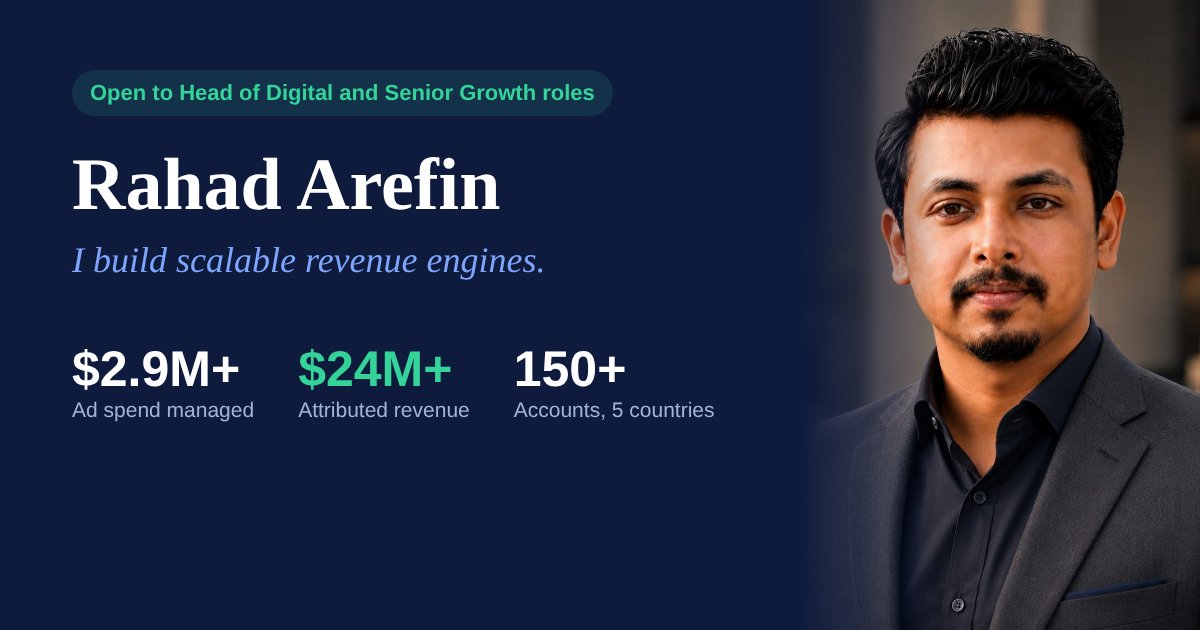 Open to Head of Digital and Senior Growth roles
Rahad Arefin
I build scalable revenue engines.
$2.9M+ $24M+ 150+
Ad spend managed Attributed revenue Accounts, 5 countries